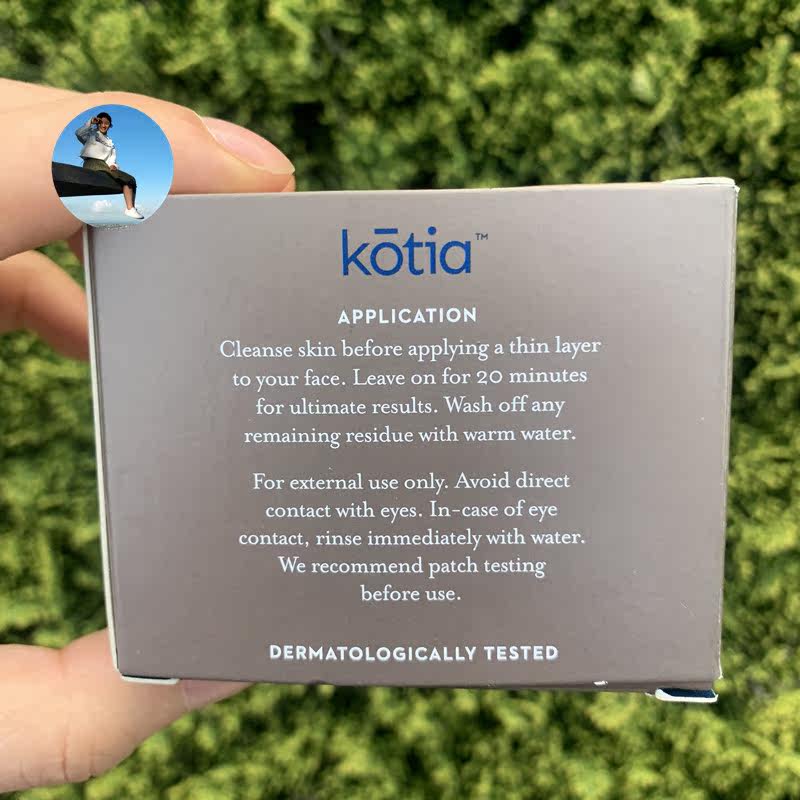 kōtia™
APPLICATION
Cleanse skin before applying a thin layer
to your face. Leave on for 20 minutes
for ultimate results. Wash off any
remaining residue with warm water.
For external use only. Avoid direct
contact with eyes. In-case of eye
contact, rinse immediately with water.
We recommend patch testing
before use.
DERMATOLOGICALLY TESTED